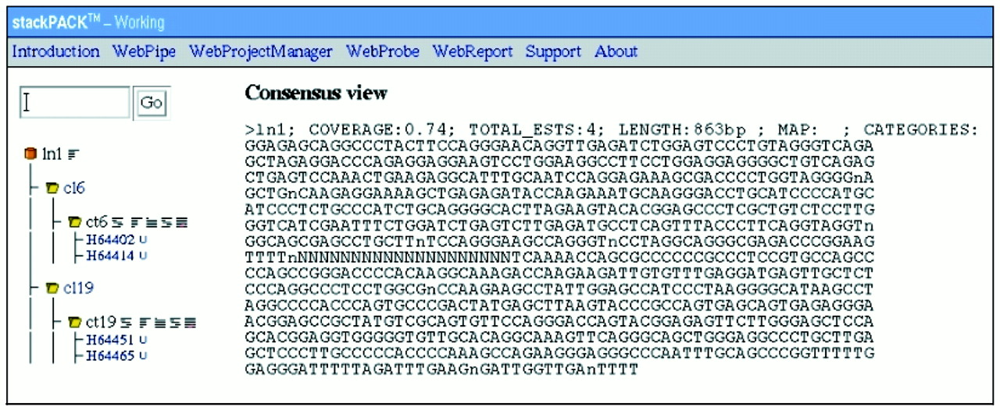 stackPACK™ – Working
Introduction WebPipe WebProjectManager WebProbe WebReport Support About
Go
ln1
cl6
ct6
H64402 U
H64414 U
cl19
ct19
H64451 U
H64465 U
Consensus view
>ln1; COVERAGE:0.74; TOTAL_ESTS:4; LENGTH:863bp ; MAP: ; CATEGORIES:
GGAGAGCAGGCCCTACTTCCAGGGAACAGGTTGAGATCTGGAGTCCCTGTAGGGTCAGA
GCTAGAGGACCCAGAGGAGGAAGTCCTGGAAGGCCTTCCTGGAGGAGGGGCTGTCAGAG
CTGAGTCCAAACTGAAGAGGCATTTGCAATCCAGGAGAAAGCGACCCCTGGTAGGGGnA
GCTGnCAAGAGGAAAAGCTGAGAGATACCAAGAAATGCAAGGGACCTGCATCCCCATGC
ATCCCTCTGCCCATCTGCAGGGGCACTTAGAAGTACACGGAGCCCTCGCTGTCTCCTTG
GGTCATCGAATTTCTGGATCTGAGTCTTGAGATGCCTCAGTTTACCCTTCAGGTAGGTn
GGCAGCGAGCCTGCTTnTCCAGGGAAGCCAGGGTnCCTAGGCAGGGCGAGACCCGGAAG
TTTTnNNNNNNNNNNNNNNNNNNNNTCAAAACCAGCGCCCCCGCCCTCCGTGCCAGCC
CCAGCCGGGACCCCACAAGGCAAAGACCAAGAAGATTGTGTTTGAGGATGAGTTGCTCT
CCCAGGCCCTCCTGGCGnCCAAGAAGCCTATTGGAGCCATCCCTAAGGGGCATAAGCCT
AGGCCCCACCCAGTGCCCGACTATGAGCTTAAGTACCCGCCAGTGAGCAGTGAGAGGGA
ACGGAGCCGCTATGTCGCAGTGTTCCAGGGACCAGTACGGAGAGTTCTTGGGAGCTCCA
GCACGGAGGTGGGGGTGTTGCACAGGCAAAGTTCAGGGCAGCTGGGAGGCCCTGCTTGA
GCTCCCTTGCCCCCCACCCCCAAAGCCAGAAGGGAGGGCCCAATTTGCAGCCCGGTTTTTG
GAGGGATTTTTAGATTTGAAGnGATTGGTTGAnTTTT